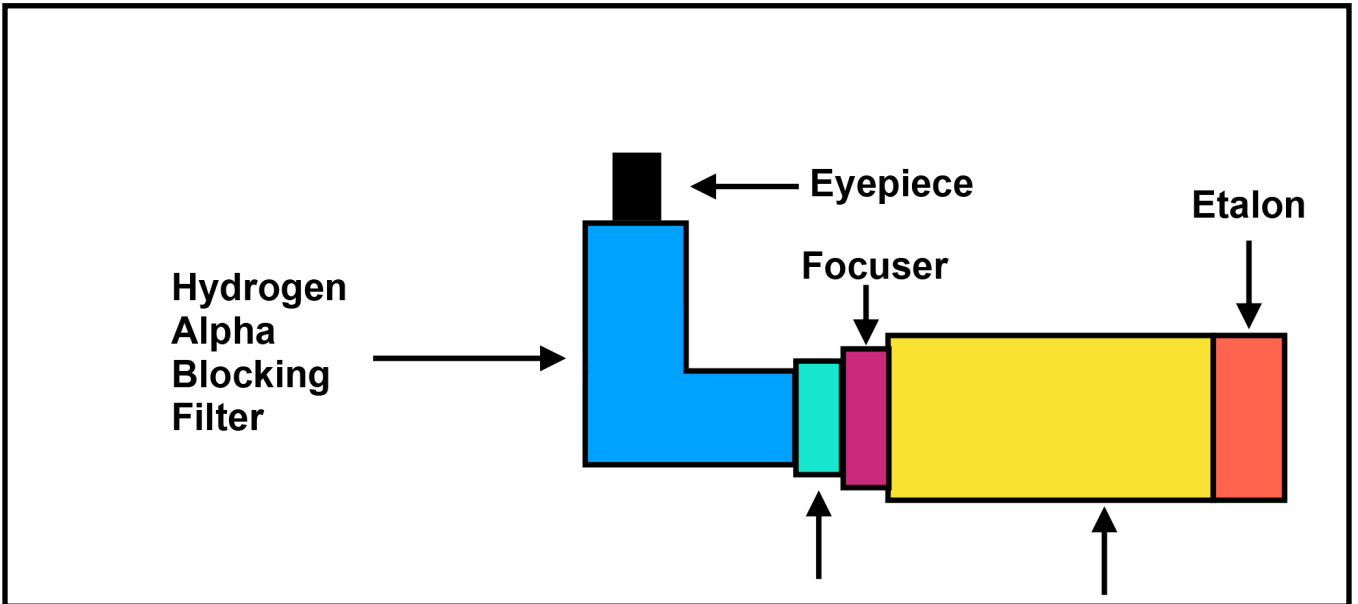 Eyepiece
Etalon
Focuser
Hydrogen
Alpha
Blocking
Filter